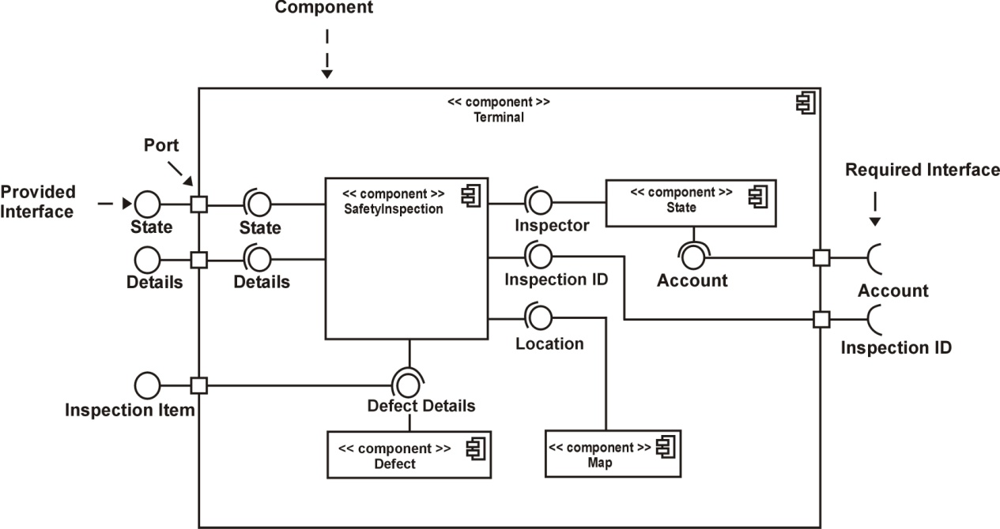 Component
<< component >>
Terminal
Port
Required Interface
Provided
Interface
State
State
<< component >>
SafetyInspection
Inspector
<< component >>
State
Details
Details
Inspection ID
Account
Account
Location
Inspection ID
Inspection Item
Defect Details
<< component >>
Defect
<< component >>
Map